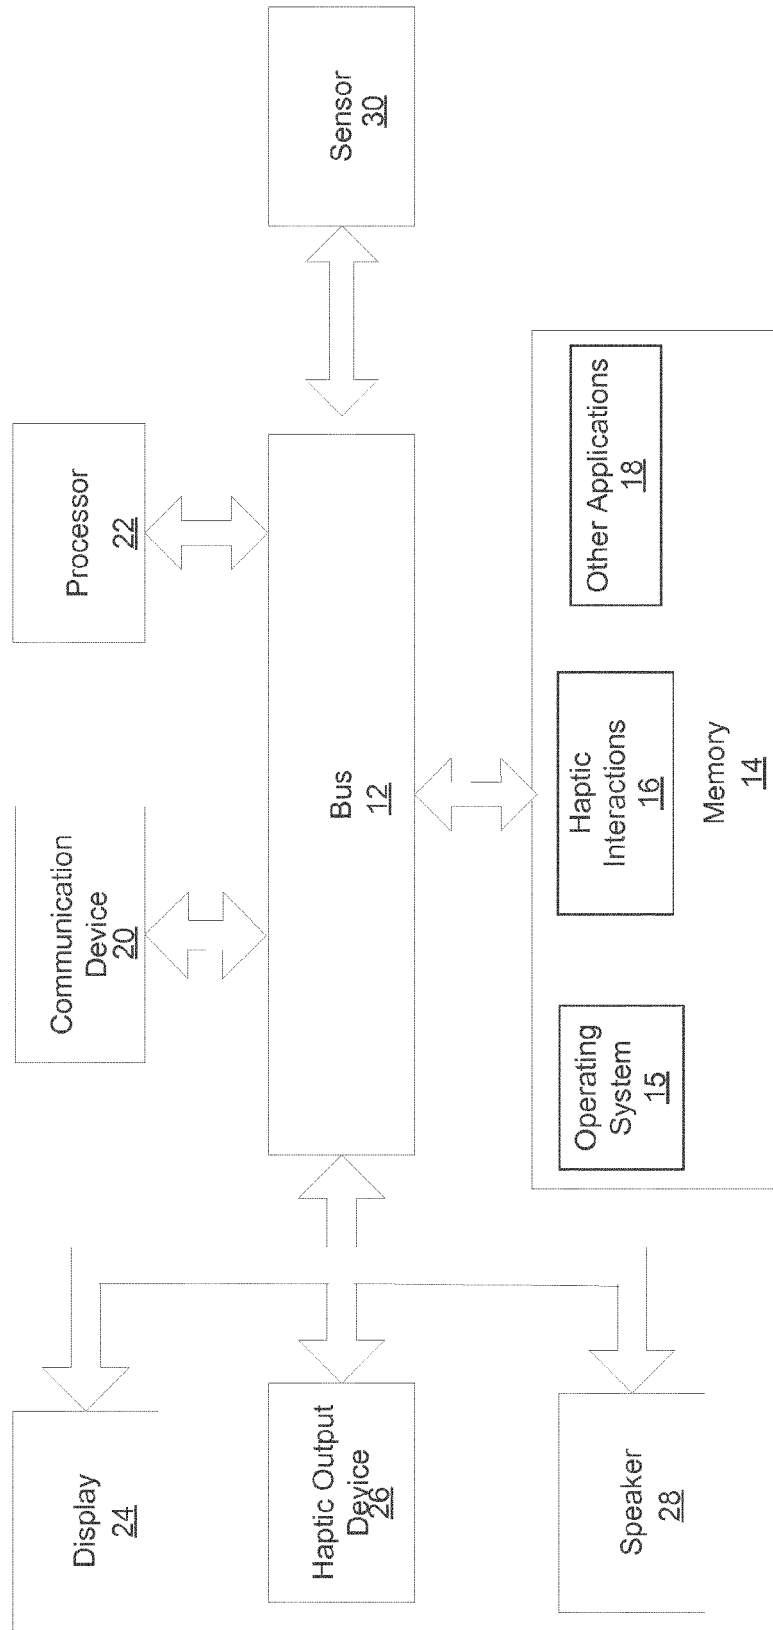 Display
24
Haptic Output
Device
26
Speaker
28
Communication
Device
20
Processor
22
Bus
12
Operating
System
15
Haptic
Interactions
16
Other Applications
18
Memory
14
Sensor
30